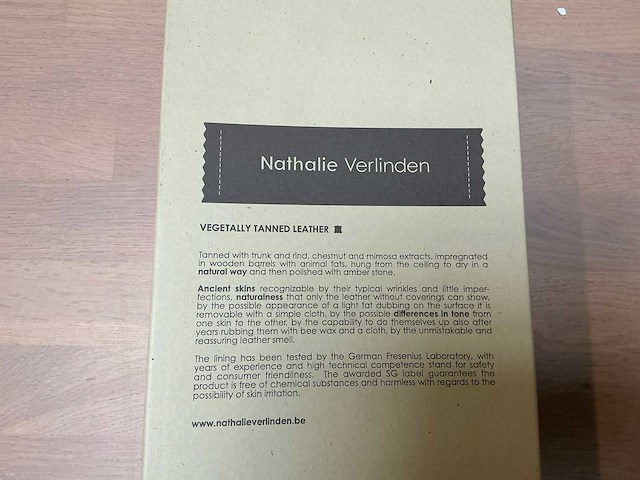 Nathalie Verlinden
VEGETALLY TANNED LEATHER
Tanned with trunk and rind, chestnut and mimosa extracts, impregnated
in wooden barrels with animal fats, hung from the ceiling to dry in a
natural way and then polished with amber stone.
Ancient skins recognizable by their typical wrinkles and little imper-
fections, naturalness that only the leather without coverings can show,
by the possible appearance of a light fat dubbing on the surface it is
removable with a simple cloth, by the possible differences in tone from
one skin to the other, by the capability to do themselves up also after
years rubbing them with bee wax and a cloth, by the unmistakable and
reassuring leather smell.
The lining has been tested by the German Fresenius Laboratory, with
years of experience and high technical competence stand for safety
and consumer friendliness. The awarded SG label guarantees the
product is free of chemical substances and harmless with regards to the
possibility of skin irritation.
www.nathalieverlinden.be